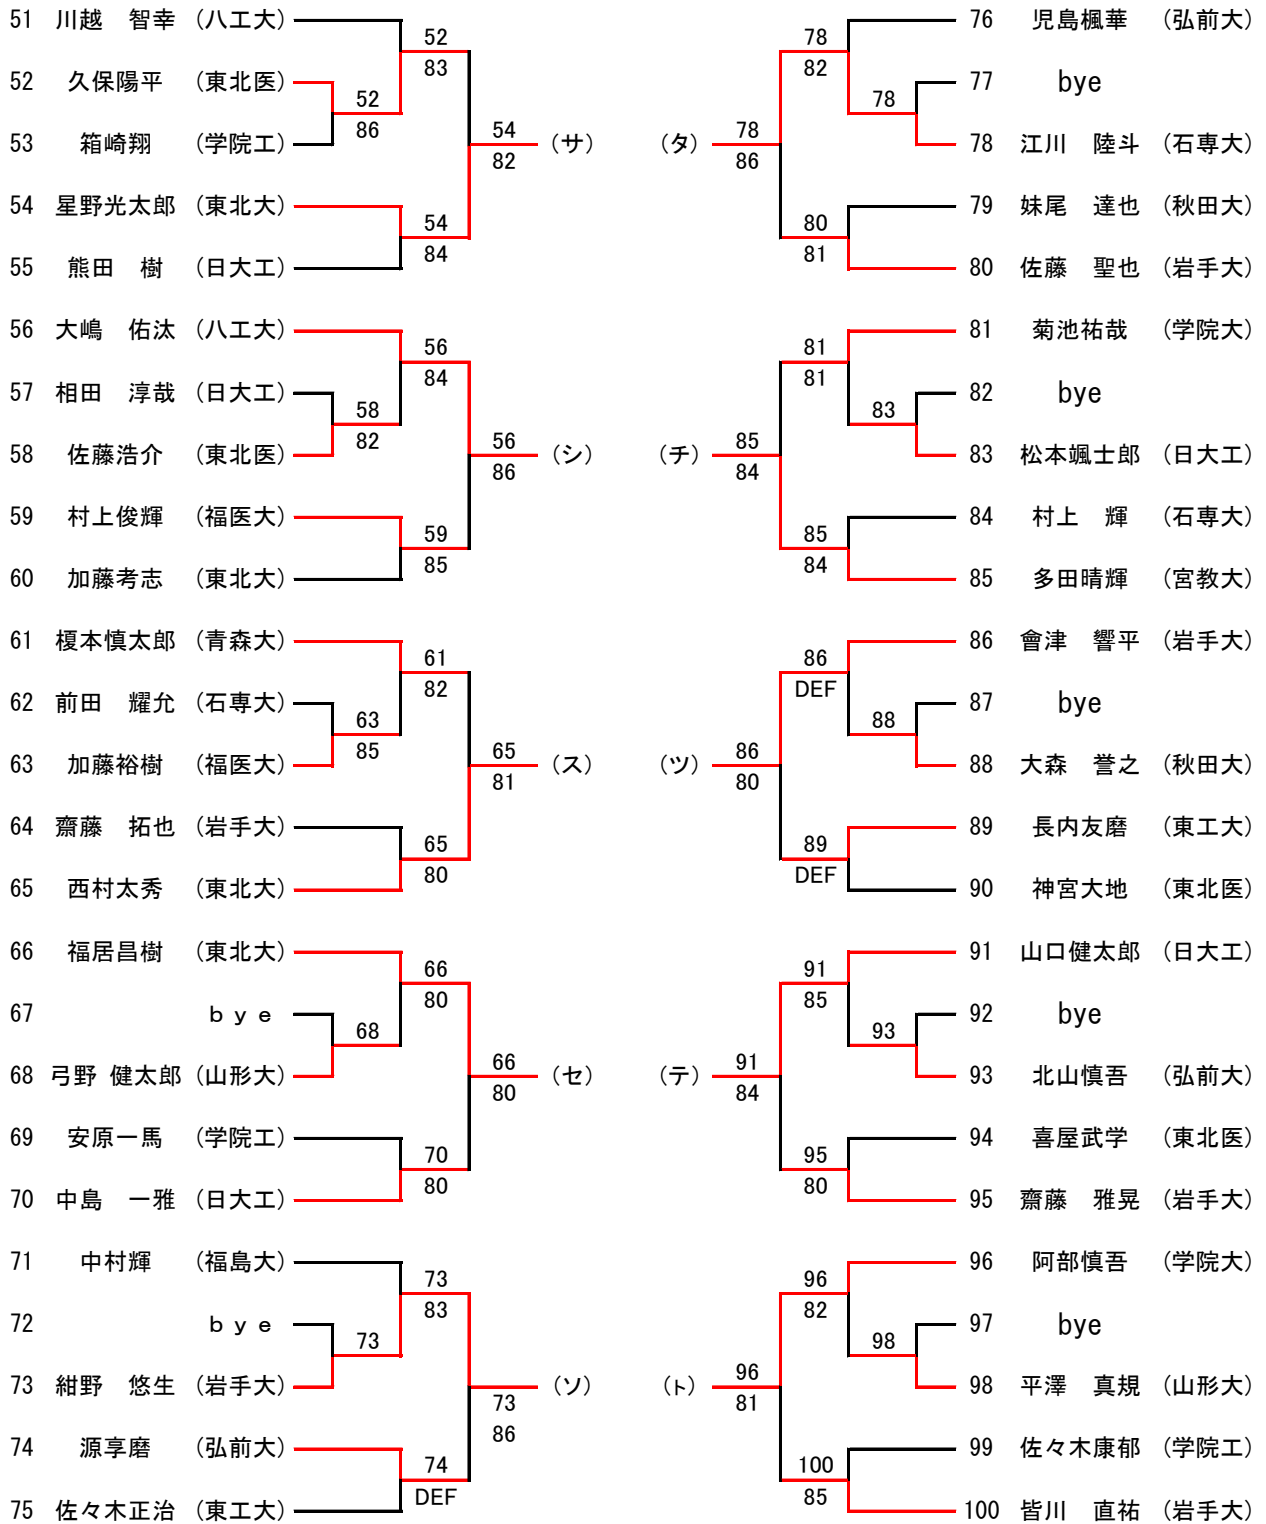 51 川越　智幸 （八工大）
52 久保陽平 （東北医）
53 箱崎翔 （学院工）
54 星野光太郎 （東北大）
55 熊田　樹 （日大工）
52
83
52
86
54
84
54
82
（サ）
56 大嶋　佑汰 （八工大）
57 相田　淳哉 （日大工）
58 佐藤浩介 （東北医）
59 村上俊輝 （福医大）
60 加藤考志 （東北大）
56
84
58
82
59
85
56
86
（シ）
61 榎本慎太郎 （青森大）
62 前田　耀允 （石専大）
63 加藤裕樹 （福医大）
64 齋藤　拓也 （岩手大）
65 西村太秀 （東北大）
61
82
63
85
65
80
65
81
（ス）
66 福居昌樹 （東北大）
67 ｂｙｅ
68 弓野 健太郎 （山形大）
69 安原一馬 （学院工）
70 中島　一雅 （日大工）
66
80
68
70
80
66
80
（セ）
71 中村輝 （福島大）
72 ｂｙｅ
73 紺野　悠生 （岩手大）
74 源享磨 （弘前大）
75 佐々木正治 （東工大）
73
83
73
74
DEF
73
86
（ソ）
76 児島楓華 （弘前大）
77 bye
78 江川　陸斗 （石専大）
79 妹尾　達也 （秋田大）
80 佐藤　聖也 （岩手大）
78
82
78
80
81
78
86
（タ）
81 菊池祐哉 （学院大）
82 bye
83 松本颯士郎 （日大工）
84 村上　輝 （石専大）
85 多田晴輝 （宮教大）
81
81
83
85
84
85
84
（チ）
86 會津　響平 （岩手大）
87 bye
88 大森　誉之 （秋田大）
89 長内友磨 （東工大）
90 神宮大地 （東北医）
86
DEF
88
89
DEF
86
80
（ツ）
91 山口健太郎 （日大工）
92 bye
93 北山慎吾 （弘前大）
94 喜屋武学 （東北医）
95 齋藤　雅晃 （岩手大）
91
85
93
95
80
91
84
（テ）
96 阿部慎吾 （学院大）
97 bye
98 平澤　真規 （山形大）
99 佐々木康郁 （学院工）
100 皆川　直祐 （岩手大）
96
82
98
100
85
96
81
（ト）